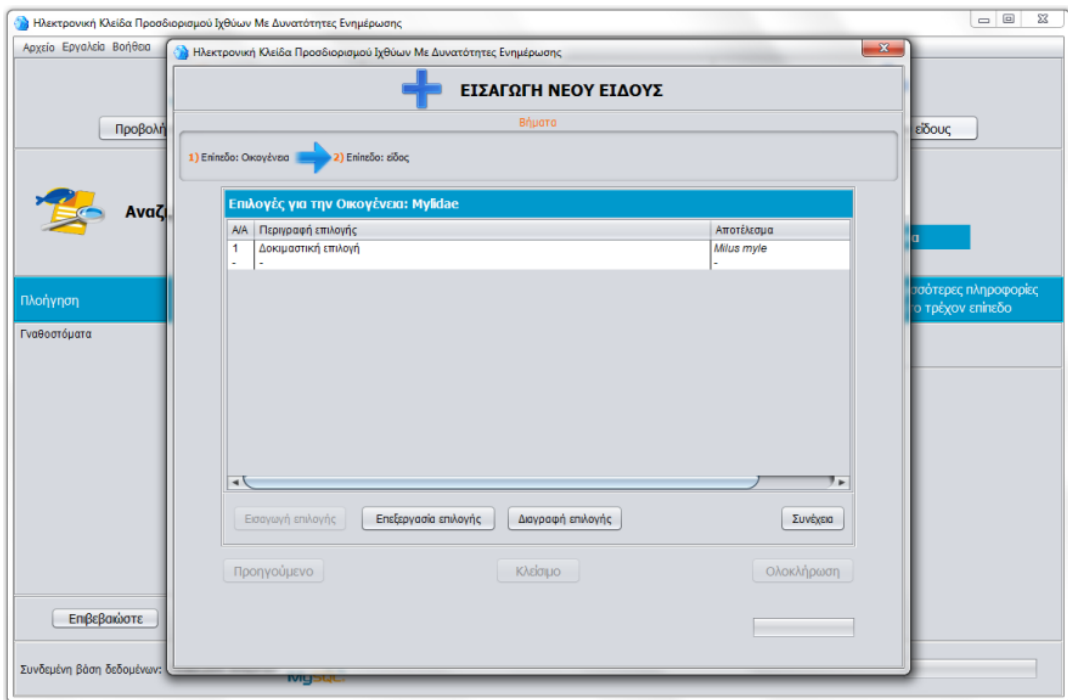 Ηλεκτρονική Κλείδα Προσδιορισμού Ιχθύων Με Δυνατότητες Ενημέρωσης
Αρχείο Εργαλεία Βοήθεια
Ηλεκτρονική Κλείδα Προσδιορισμού Ιχθύων Με Δυνατότητες Ενημέρωσης
ΕΙΣΑΓΩΓΗ ΝΕΟΥ ΕΙΔΟΥΣ
Προβολή
είδους
Βήματα
1) Επίπεδο: Οικογένεια 2) Επίπεδο: είδος
Επιλογές για την Οικογένεια: Mylidae
Α/Α Περιγραφή επιλογής Αποτέλεσμα
1 Δοκιμαστική επιλογή Milus myle
- - -
Πλοήγηση
πληροφορίες
τρέχον επίπεδο
Γναθοστόματα
Εισαγωγή επιλογής Επεξεργασία επιλογής Διαγραφή επιλογής Συνέχεια
Προηγούμενο Κλείσιμο Ολοκλήρωση
Επιβεβαιώστε
Συνδεμένη βάση δεδομένων: